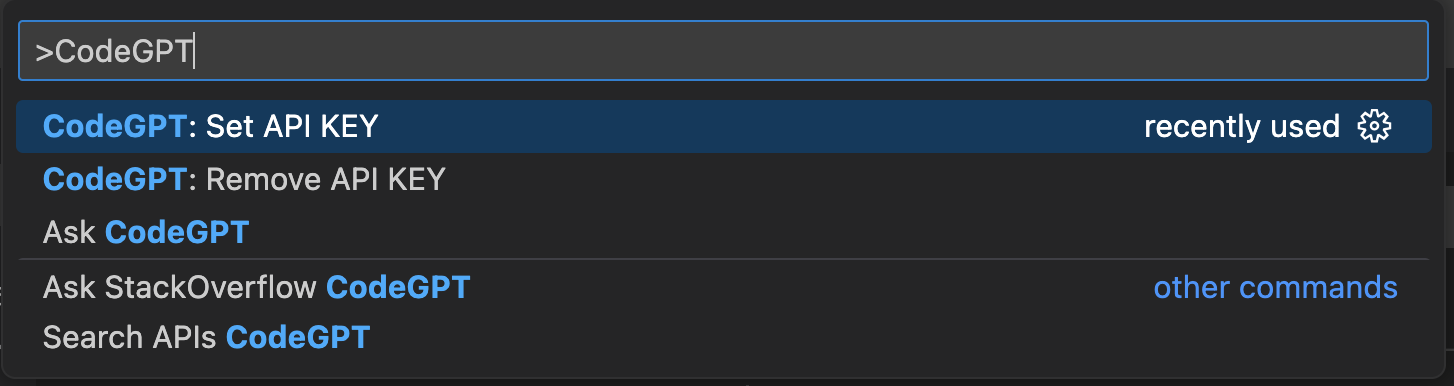 >CodeGPT
CodeGPT: Set API KEY recently used
CodeGPT: Remove API KEY
Ask CodeGPT
Ask StackOverflow CodeGPT other commands
Search APIs CodeGPT